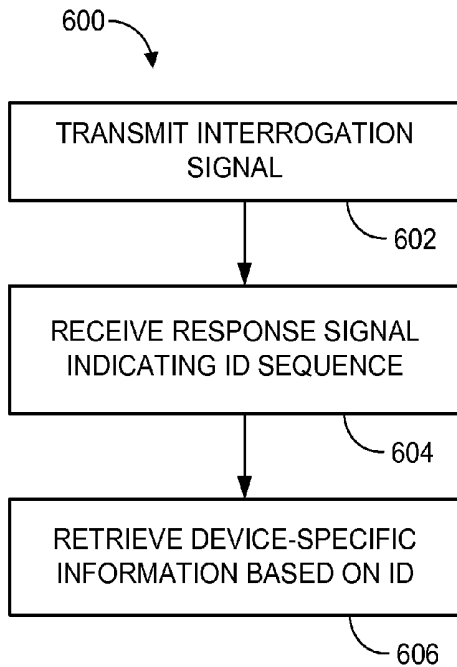 600
TRANSMIT INTERROGATION
SIGNAL
602
RECEIVE RESPONSE SIGNAL
INDICATING ID SEQUENCE
604
RETRIEVE DEVICE-SPECIFIC
INFORMATION BASED ON ID
606